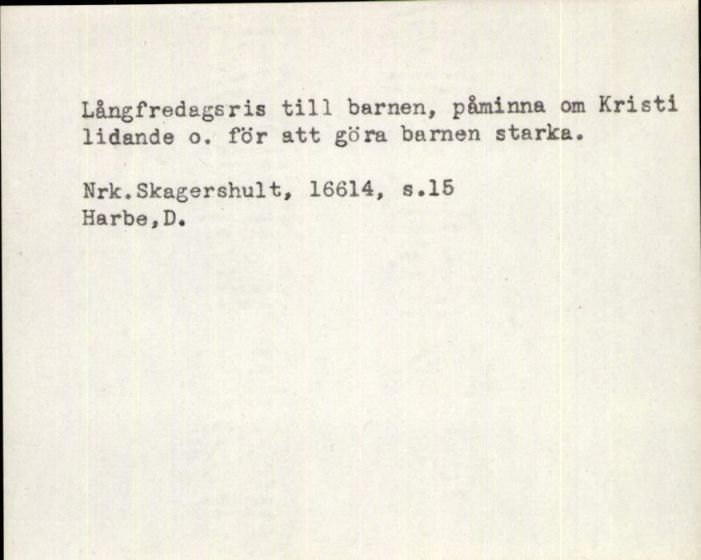 Långfredagsris till barnen, påminna om Kristi
lidande o. för att göra barnen starka.
Nrk.Skagershult, 16614, s.15
Harbe,D.